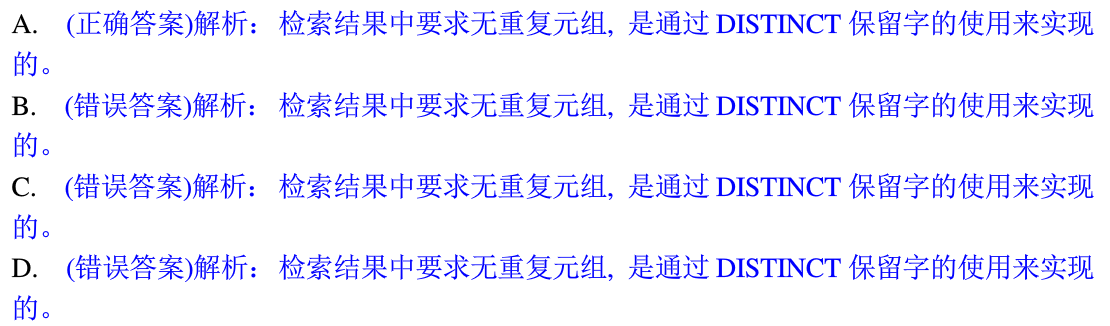 A. (正确答案)解析：检索结果中要求无重复元组, 是通过 DISTINCT 保留字的使用来实现
的。
B. (错误答案)解析：检索结果中要求无重复元组, 是通过 DISTINCT 保留字的使用来实现
的。
C. (错误答案)解析：检索结果中要求无重复元组, 是通过 DISTINCT 保留字的使用来实现
的。
D. (错误答案)解析：检索结果中要求无重复元组, 是通过 DISTINCT 保留字的使用来实现
的。